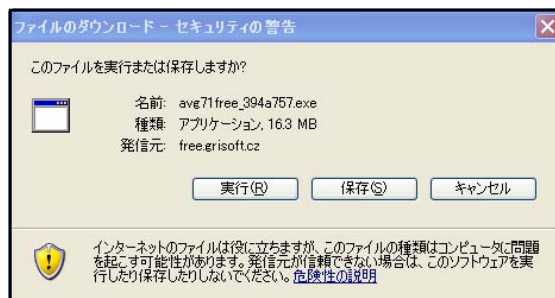 ファイルのダウンロード - セキュリティの警告
このファイルを実行または保存しますか?
名前: avg71free_394a757.exe
種類: アプリケーション, 16.3 MB
発信元: free.grisoft.cz
実行(R) 保存(S) キャンセル
インターネットのファイルは役に立ちますが、このファイルの種類はコンピュータに問題
を起こす可能性があります。発信元が信頼できない場合は、このソフトウェアを実
行したり保存したりしないでください。危険性の説明